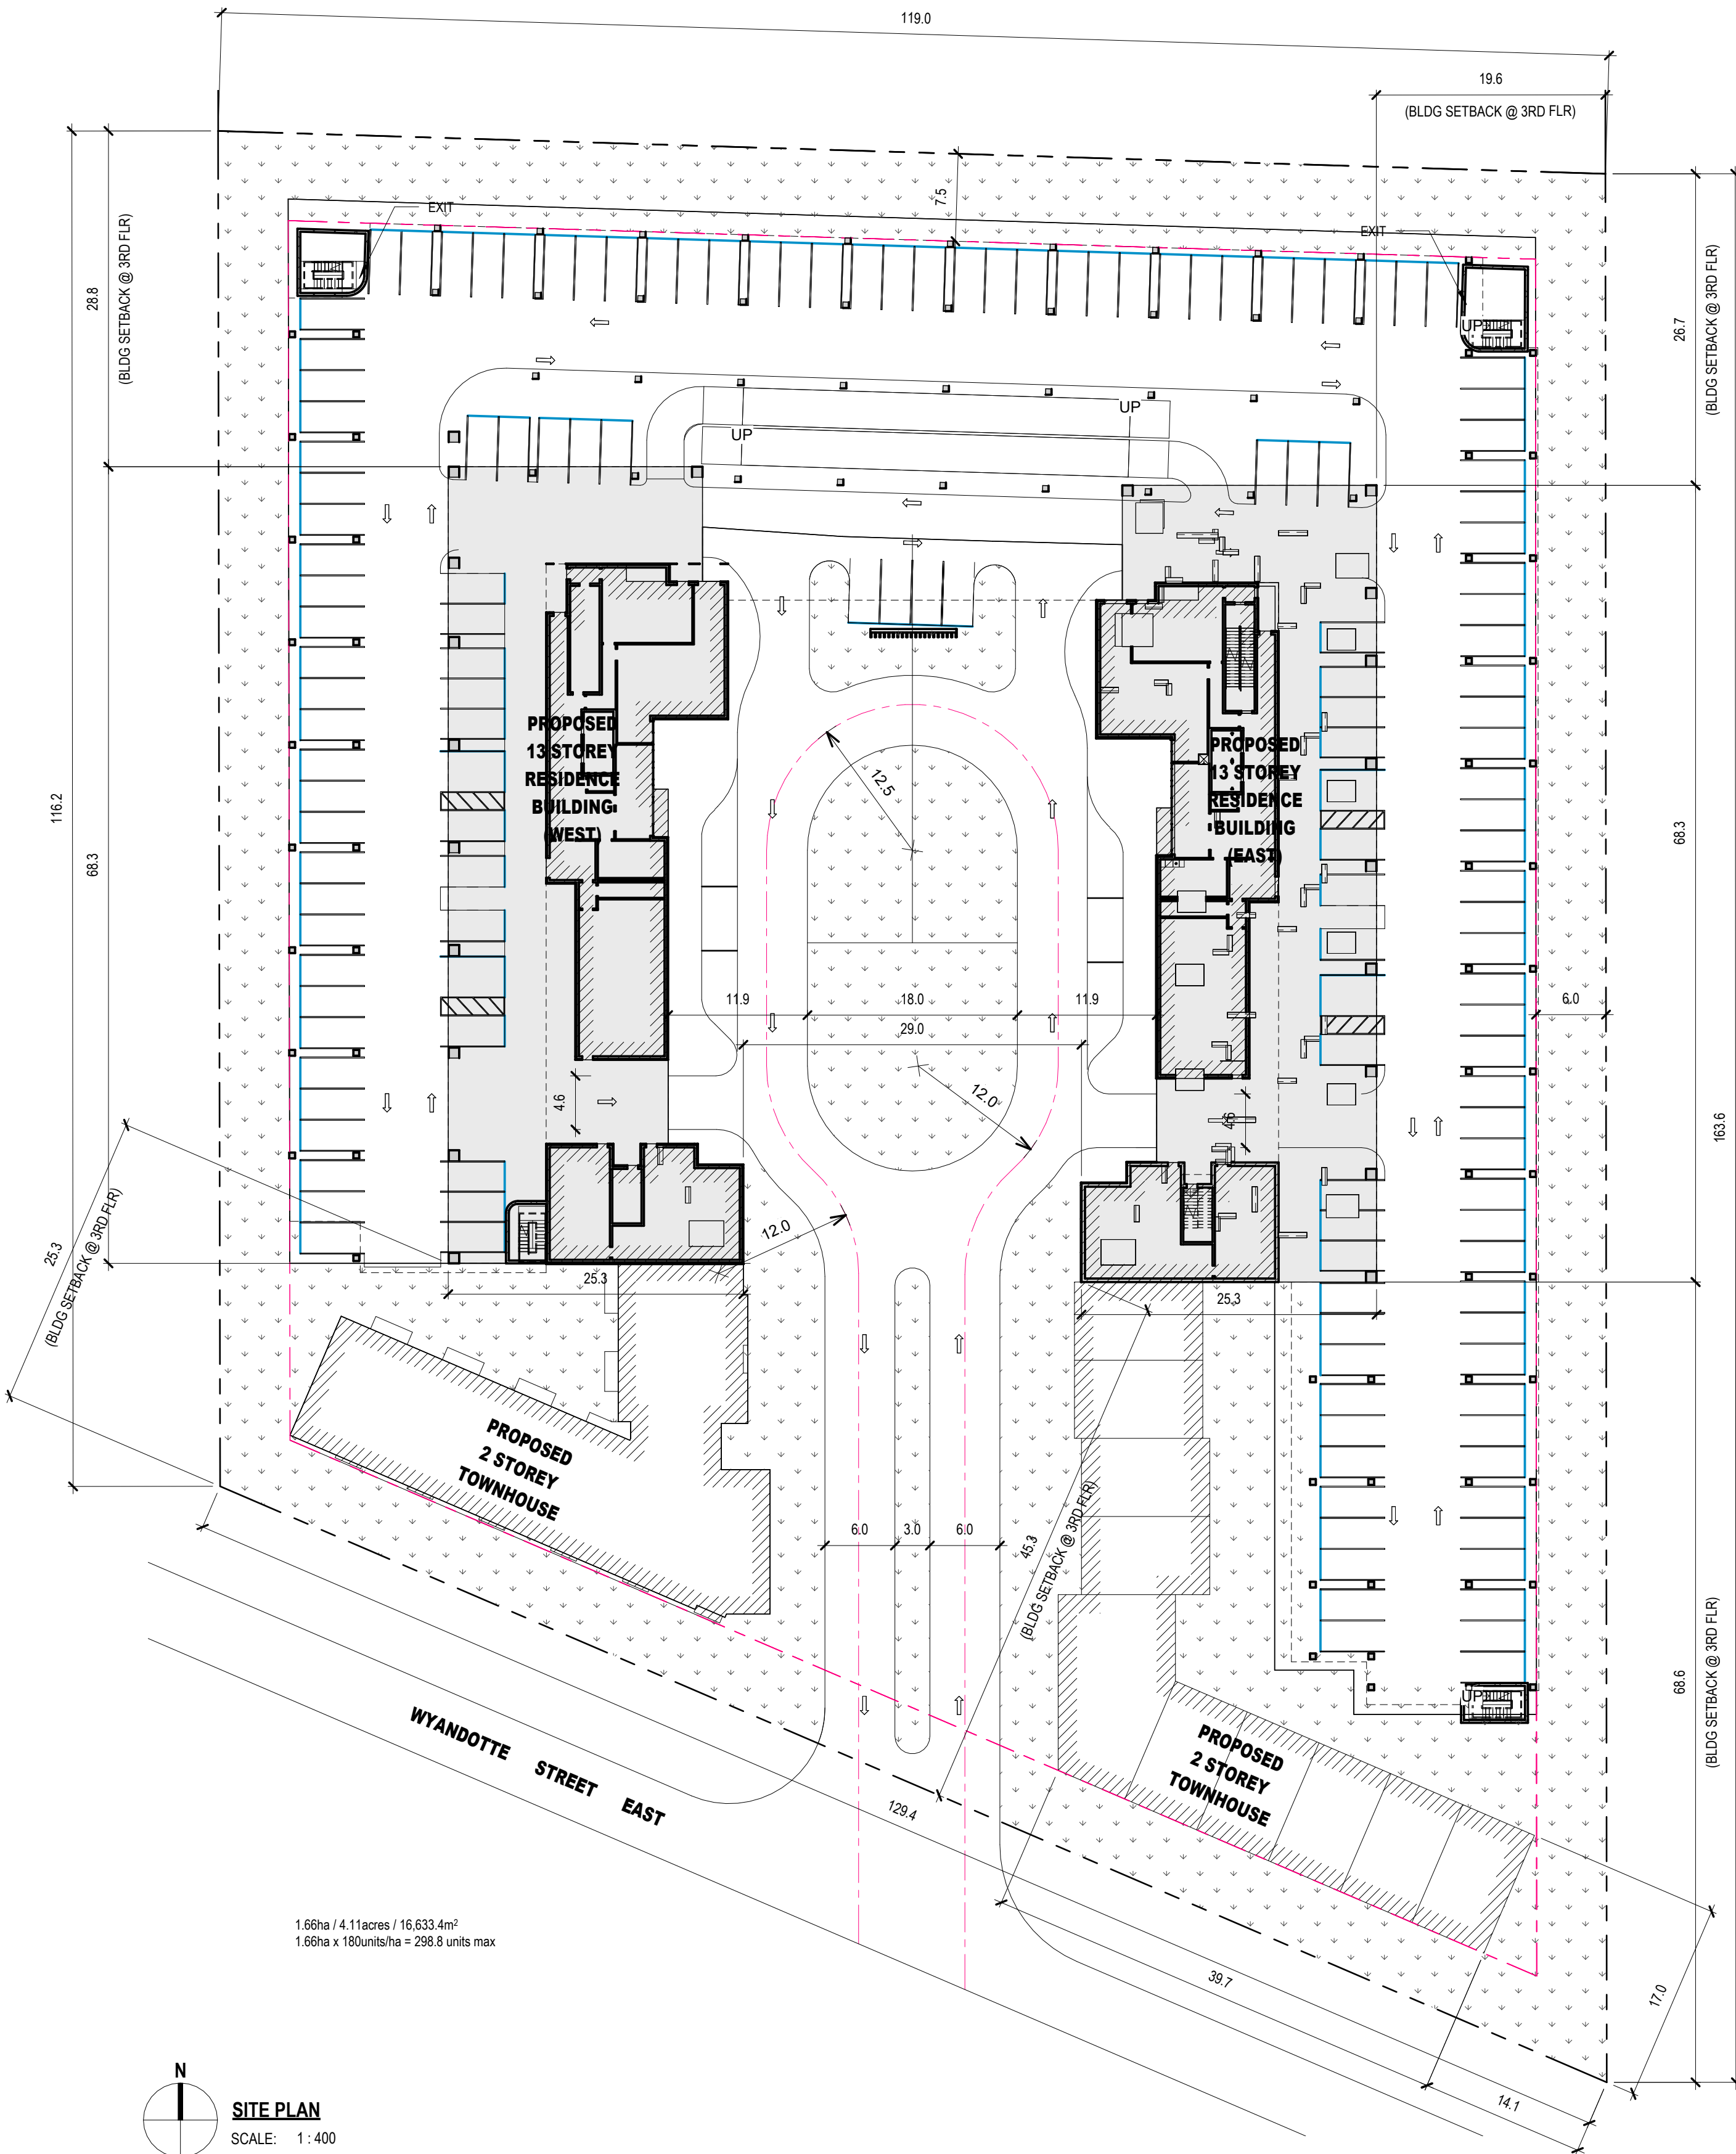 119.0
19.6
(BLDG SETBACK @ 3RD FLR)
7.5
EXIT
EXIT
28.8
(BLDG SETBACK @ 3RD FLR)
26.7
(BLDG SETBACK @ 3RD FLR)
UP
UP
UP
PROPOSED
13 STOREY
RESIDENCE
BUILDING
(WEST)
PROPOSED
13 STOREY
RESIDENCE
BUILDING
(EAST)
12.5
116.2
68.3
68.3
11.9
18.0
11.9
29.0
6.0
12.0
4.6
4.6
163.6
25.3
(BLDG SETBACK @ 3RD FLR)
12.0
25.3
25.3
PROPOSED
2 STOREY
TOWNHOUSE
6.0
3.0
6.0
45.3
(BLDG SETBACK @ 3RD FLR)
68.6
(BLDG SETBACK @ 3RD FLR)
UP
PROPOSED
2 STOREY
TOWNHOUSE
WYANDOTTE STREET EAST
129.4
39.7
17.0
14.1
1.66ha / 4.11acres / 16,633.4m²
1.66ha x 180units/ha = 298.8 units max
N
SITE PLAN
SCALE: 1 : 400